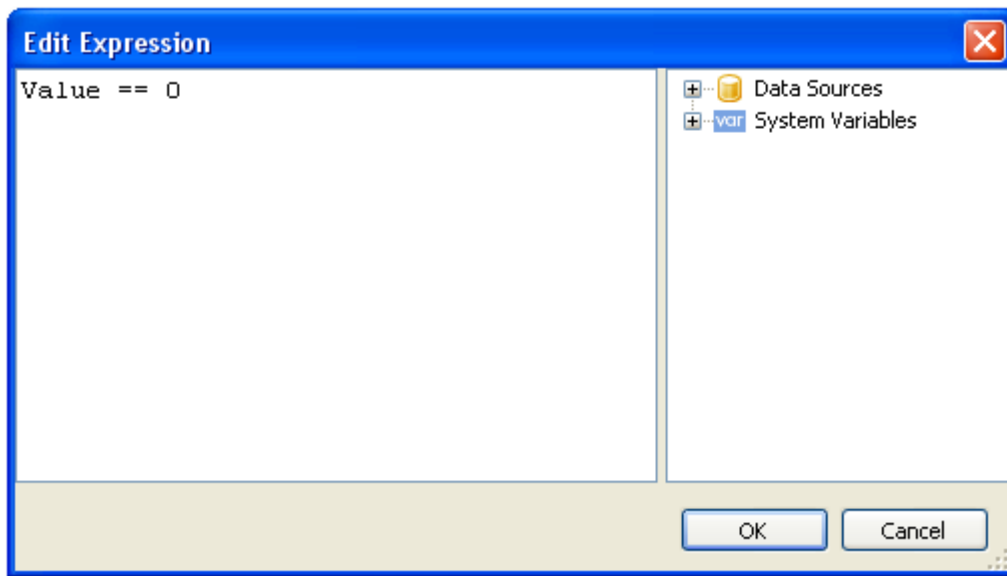 Edit Expression
Value == 0
Data Sources
var System Variables
OK
Cancel